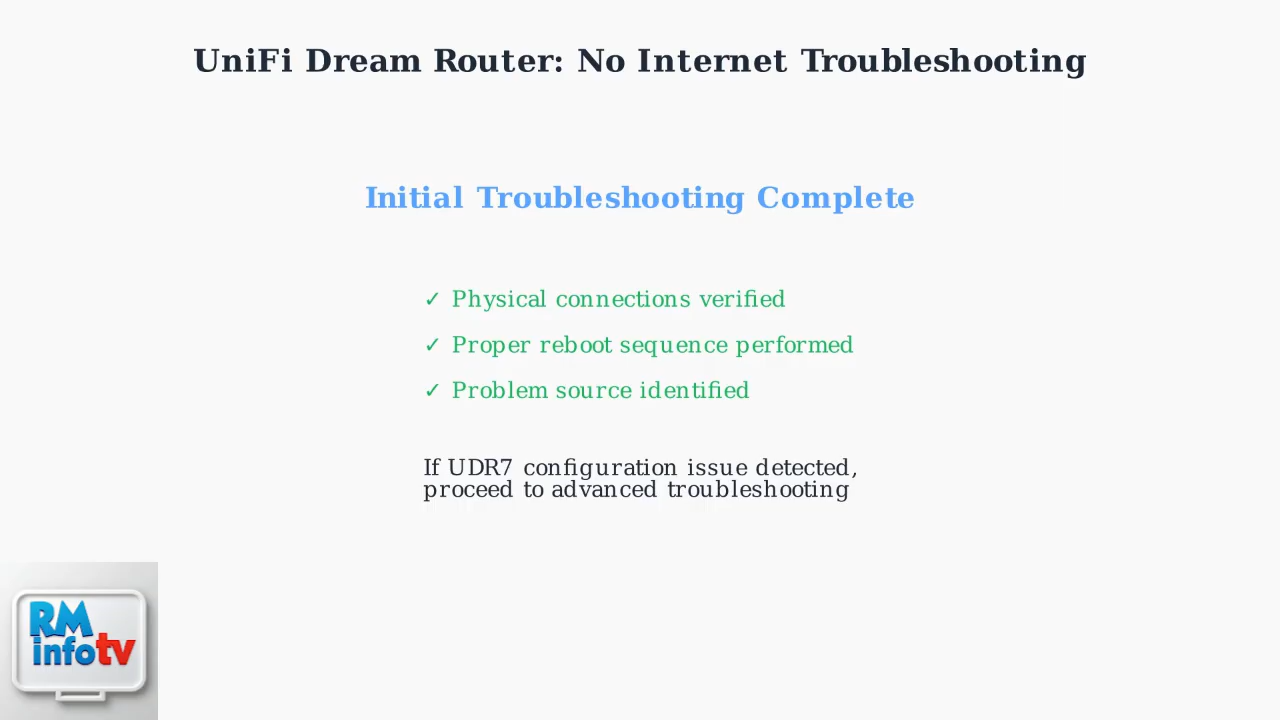 UniFi Dream Router: No Internet Troubleshooting
Initial Troubleshooting Complete
✓ Physical connections verified
✓ Proper reboot sequence performed
✓ Problem source identified
If UDR7 configuration issue detected,
proceed to advanced troubleshooting
RM
infotv